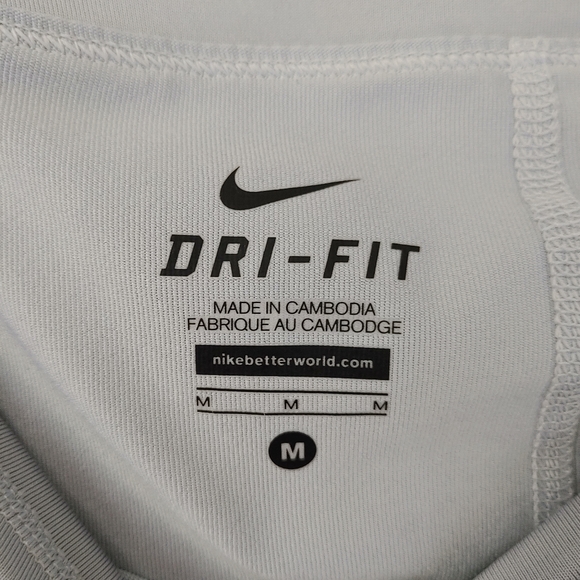 DRI-FIT
MADE IN CAMBODIA
FABRIQUE AU CAMBODGE
nikebetterworld.com
M M M
M